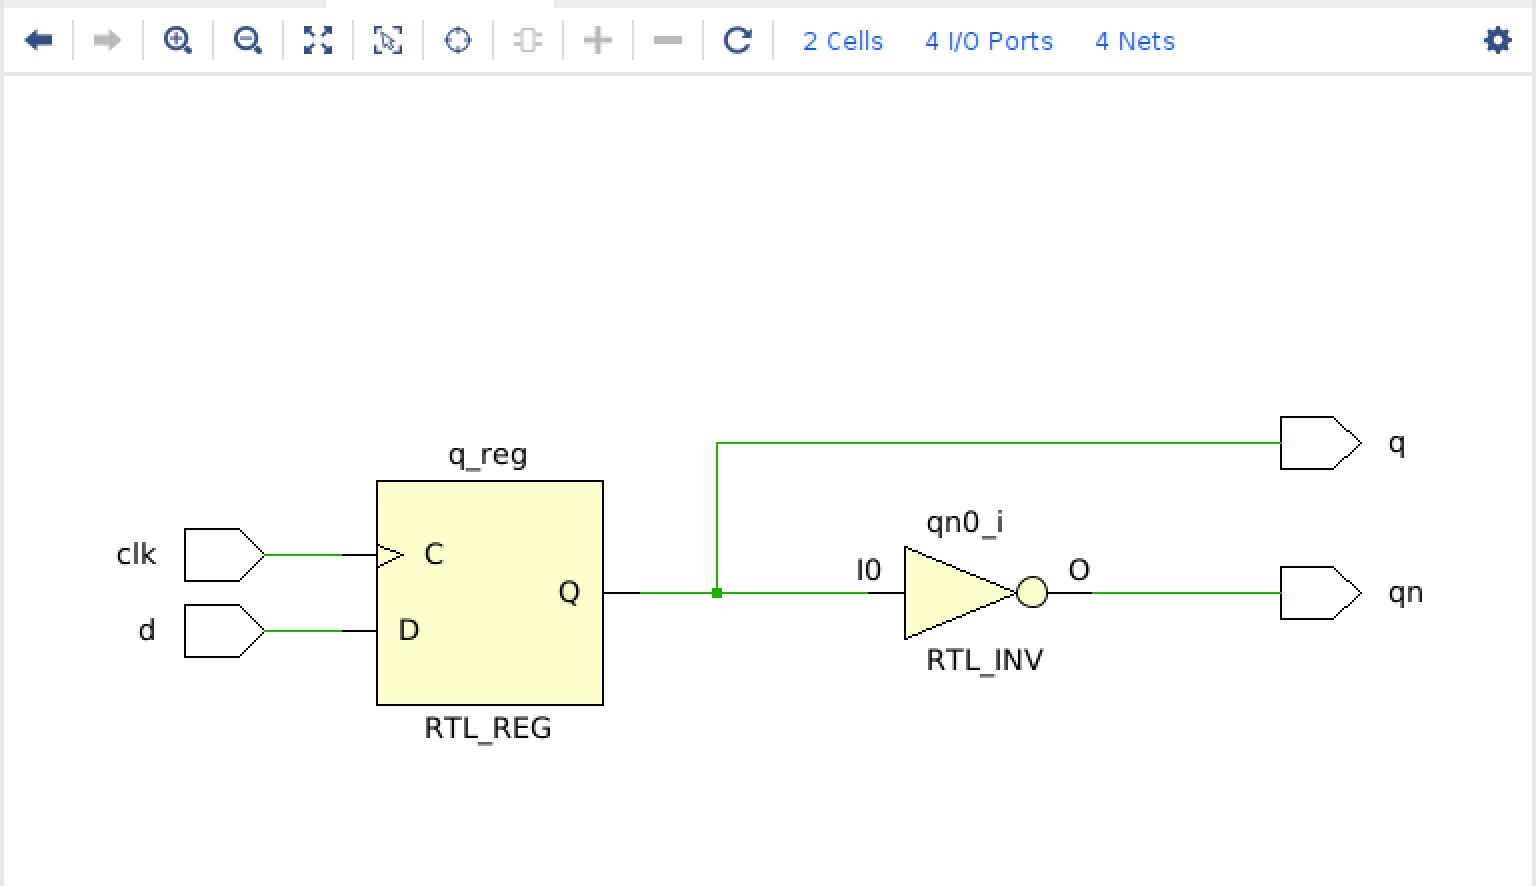 2 Cells 4 I/O Ports 4 Nets
q_reg
clk
C
d
D
Q
RTL_REG
qn0_i
I0
O
RTL_INV
q
qn